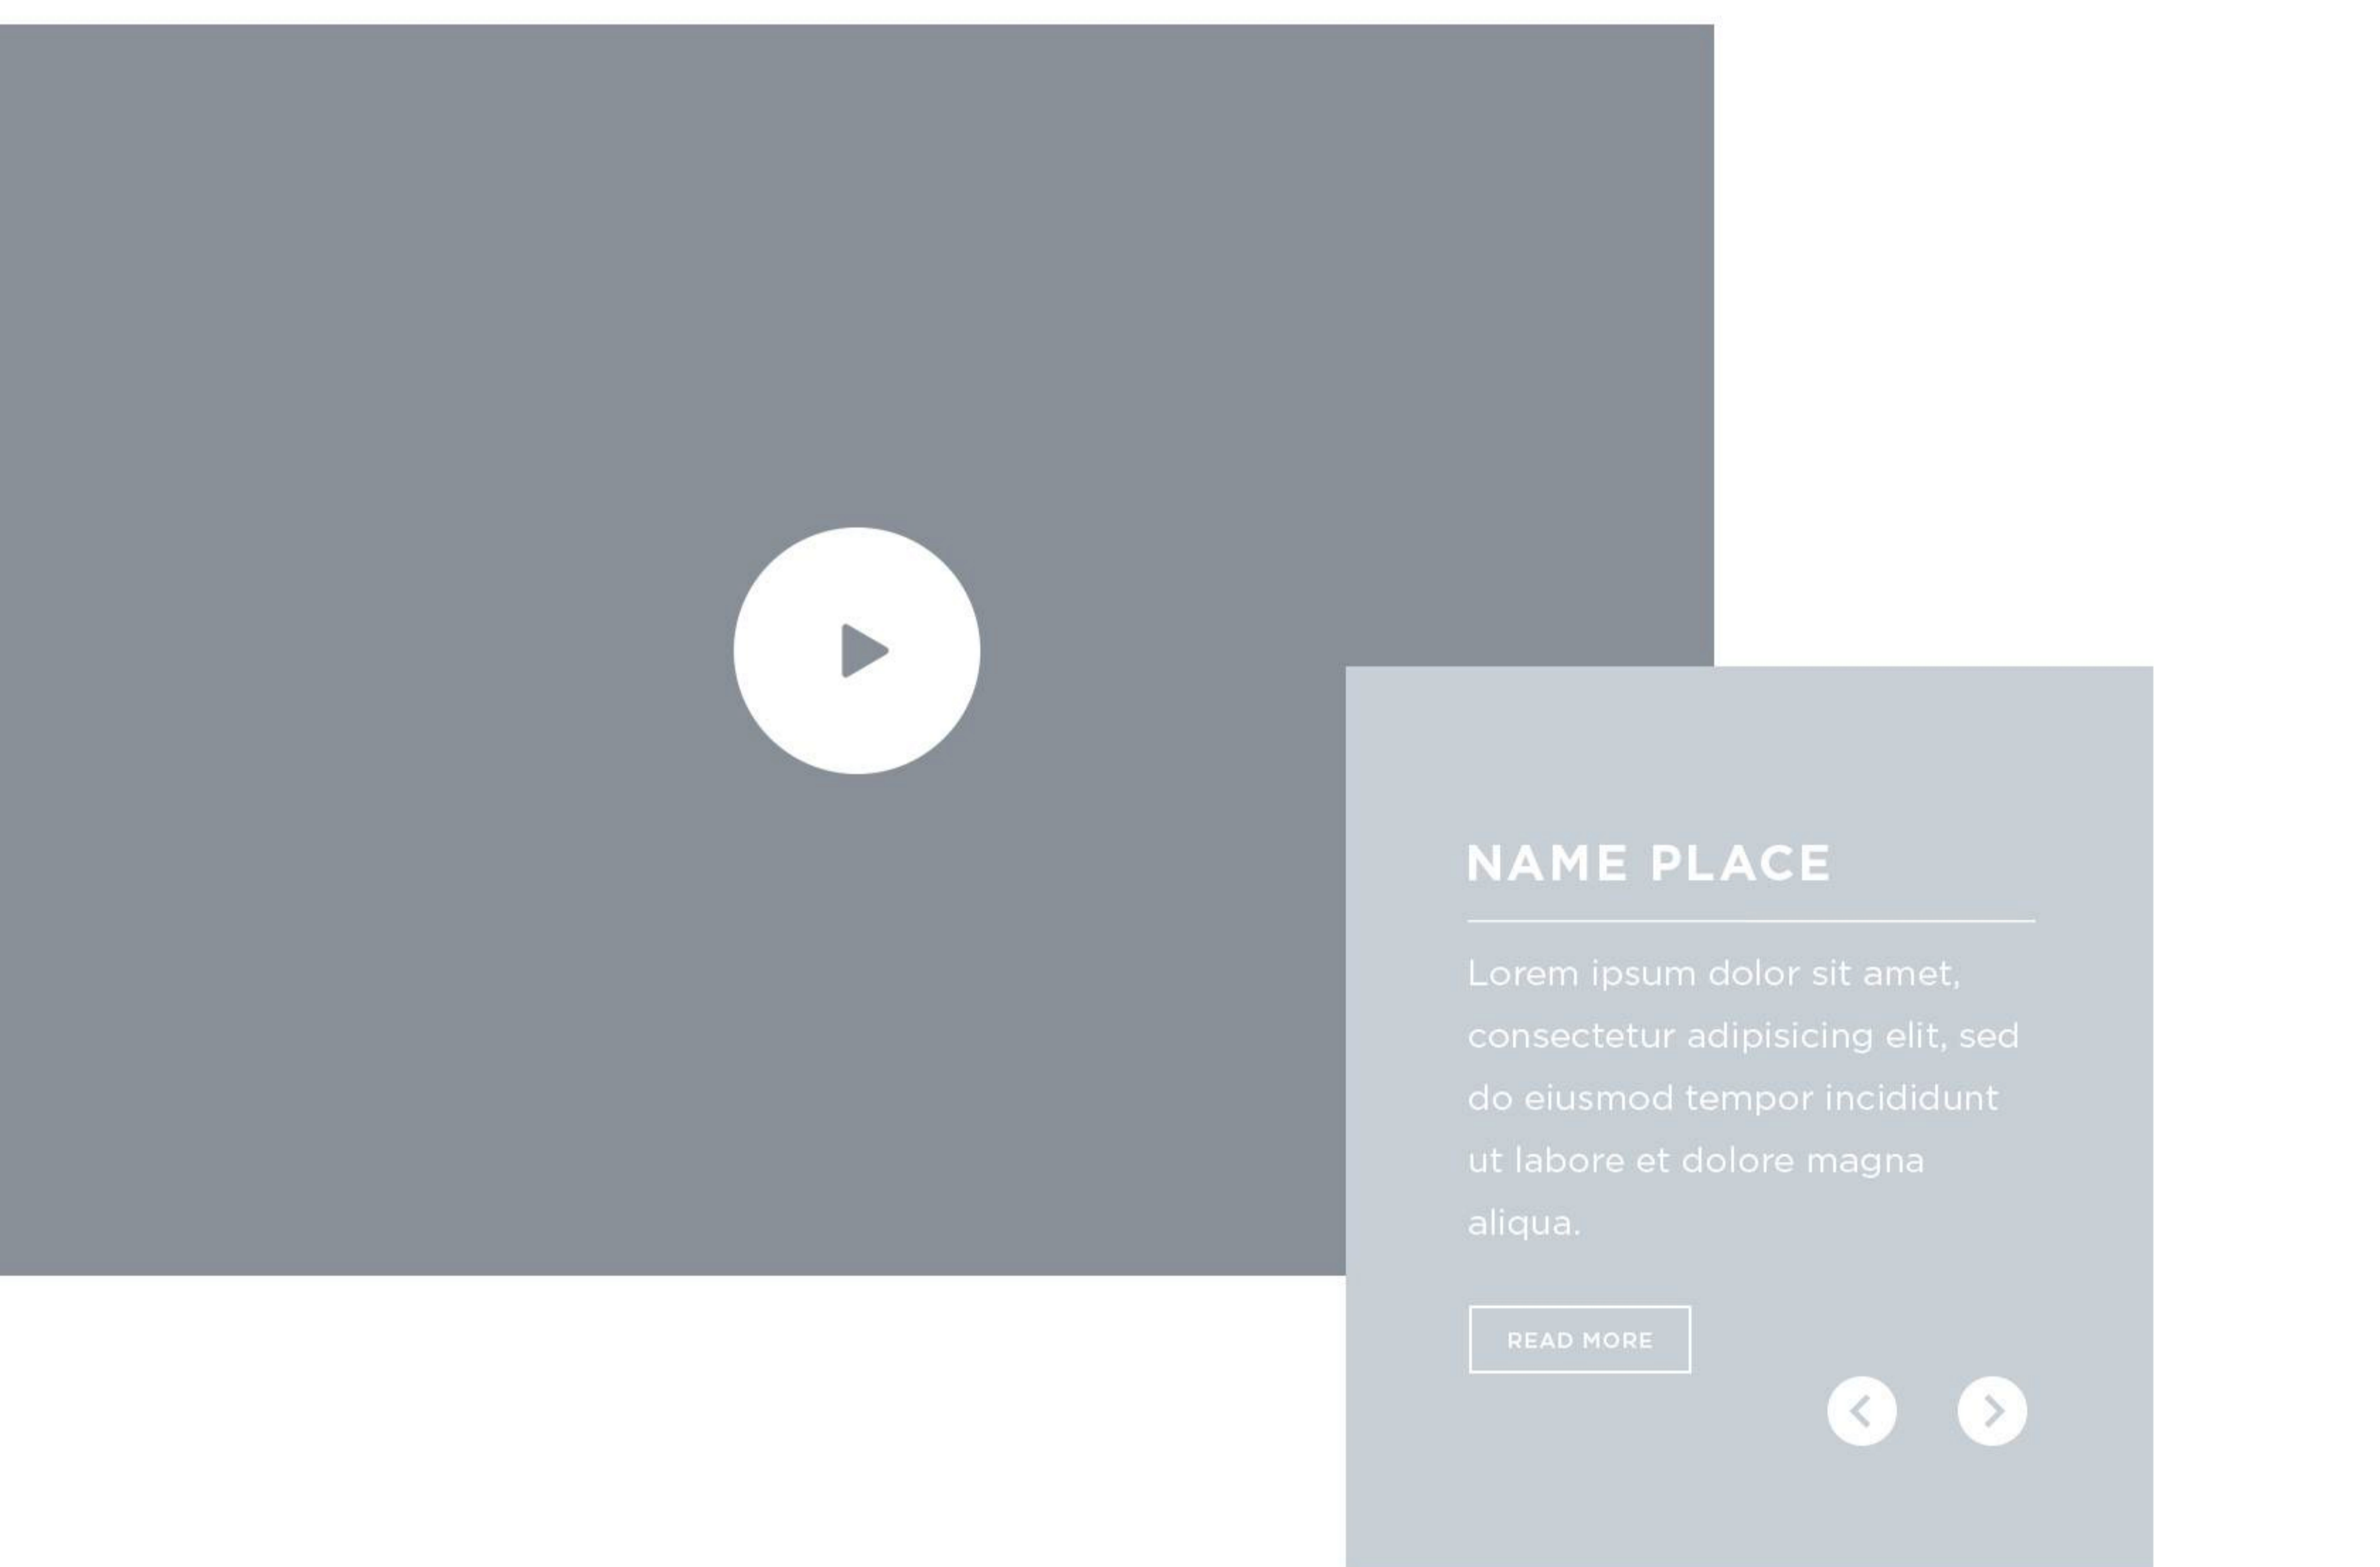 NAME PLACE
Lorem ipsum dolor sit amet,
consectetur adipisicing elit, sed
do eiusmod tempor incididunt
ut labore et dolore magna
aliqua.
READ MORE